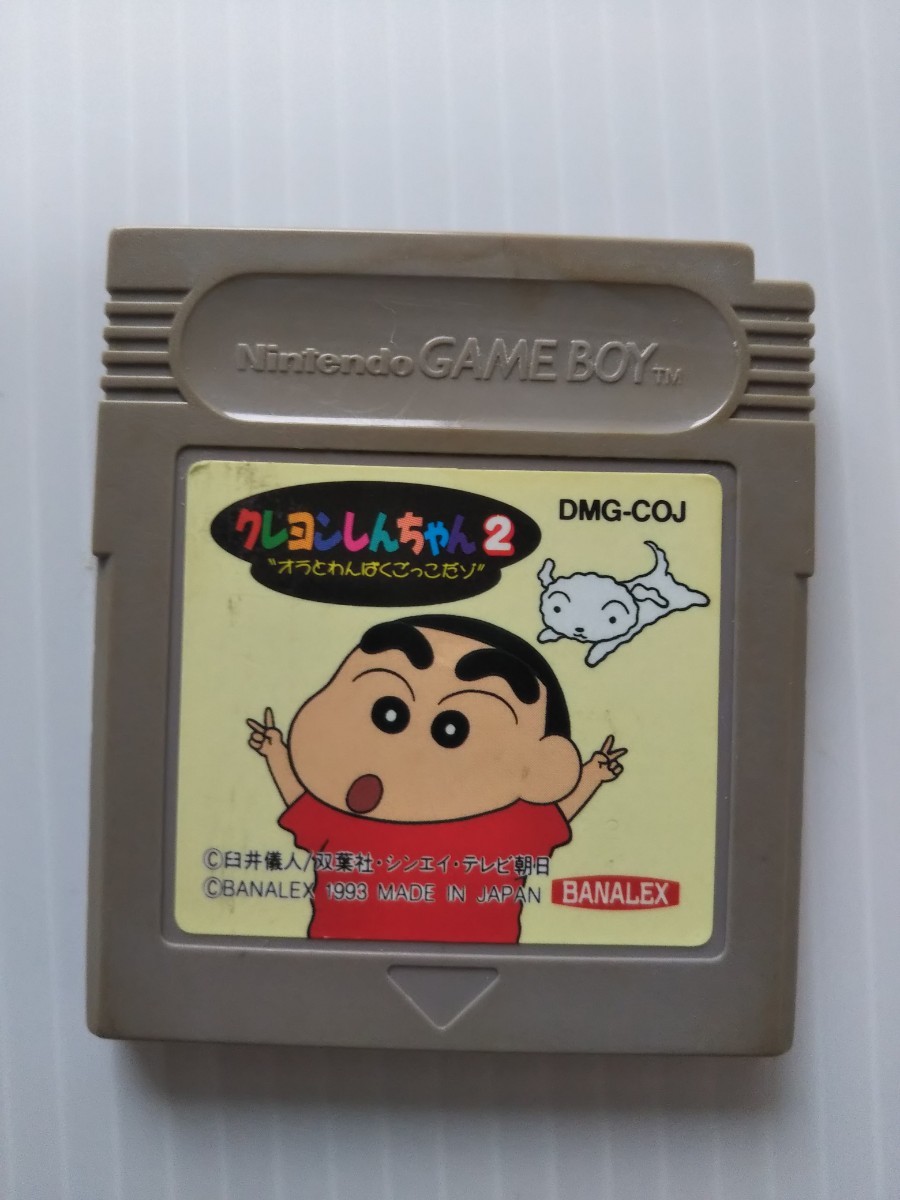 Nintendo GAME BOY TM
クレヨンしんちゃん2
"オラとわんぱくごっこだゾ"
DMG-COJ
©臼井儀人/双葉社・シンエイ・テレビ朝日
©BANALEX 1993 MADE IN JAPAN
BANALEX